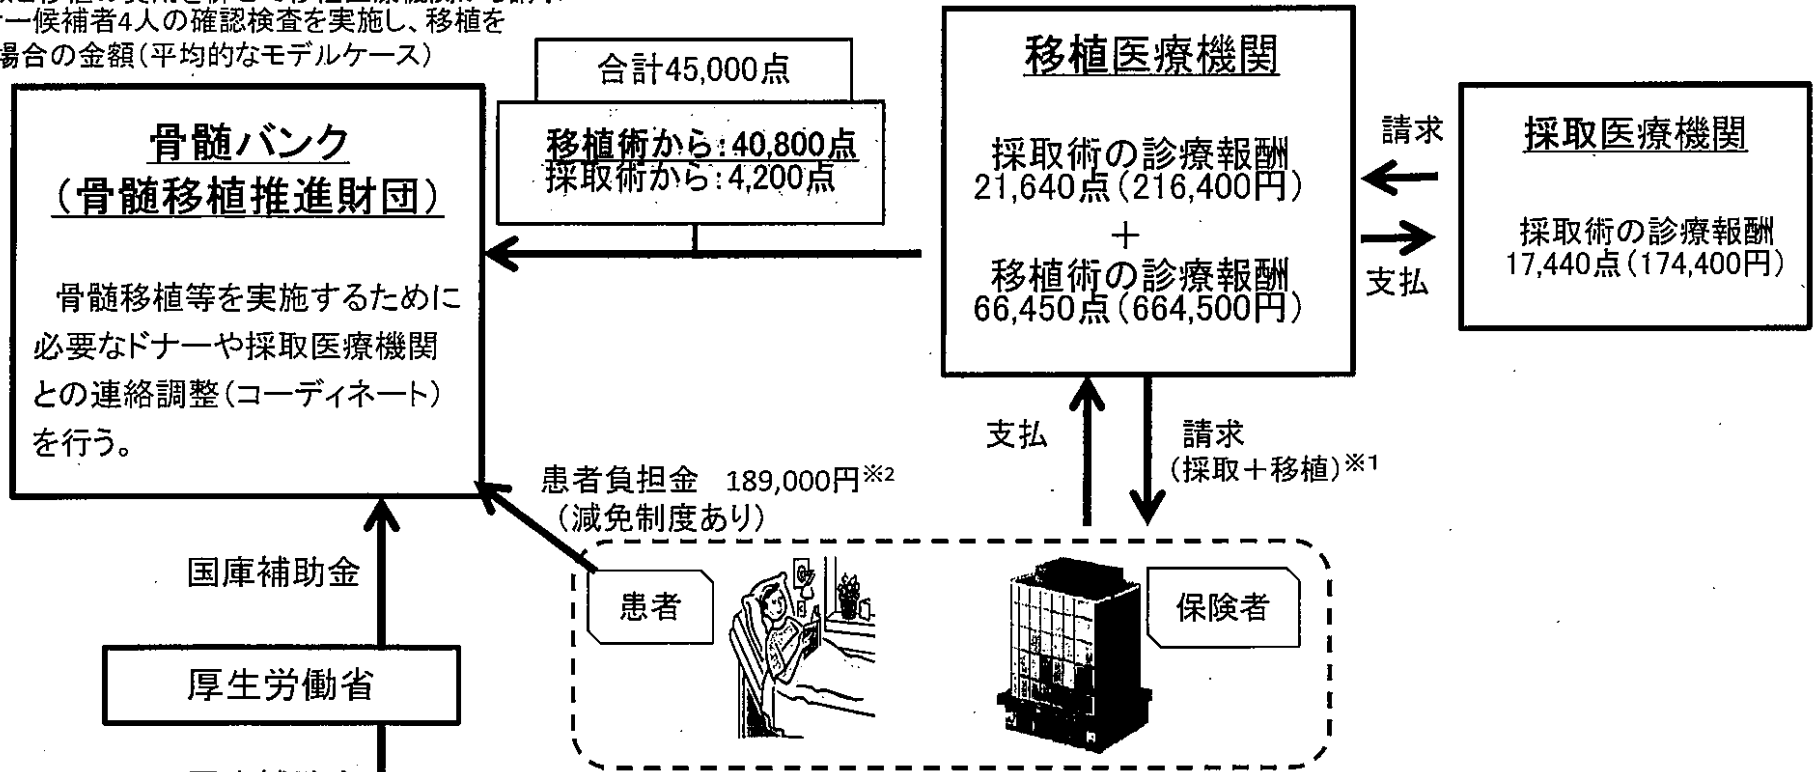 ナー候補者4人の確認検査を実施し、移植を
場合の金額(平均的なモデルケース)
合計45,000点
移植術から:40,800点
採取術から:4,200点
骨髄バンク
(骨髄移植推進財団)
骨髄移植等を実施するために
必要なドナーや採取医療機関
との連絡調整(コーディネート)
を行う。
移植医療機関
採取術の診療報酬
21,640点(216,400円)
+
移植術の診療報酬
66,450点(664,500円)
請求
支払
採取医療機関
採取術の診療報酬
17,440点(174,400円)
支払
請求
(採取+移植)※1
患者負担金 189,000円※2
(減免制度あり)
患者
保険者
国庫補助金
厚生労働省